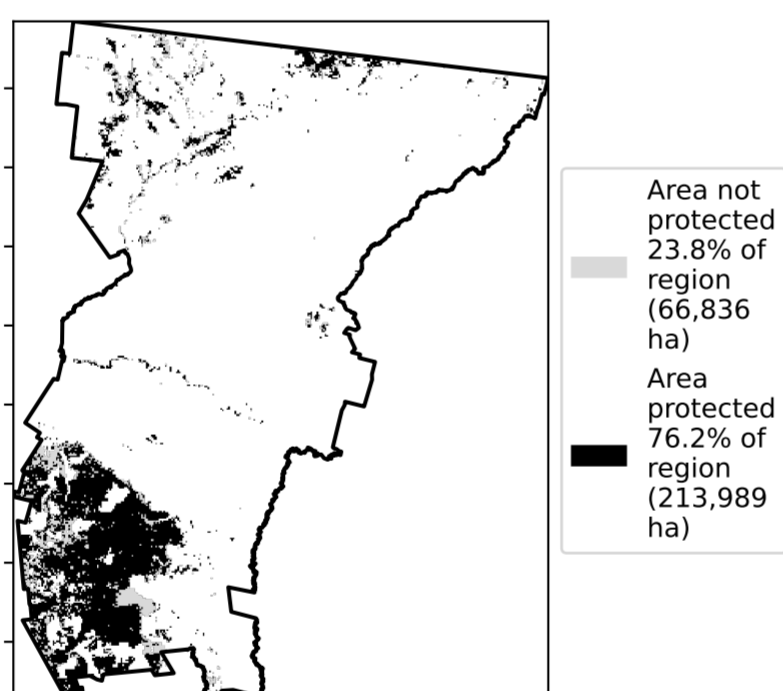 Area not
protected
23.8% of
region
(66,836
ha)
Area
protected
76.2% of
region
(213,989
ha)